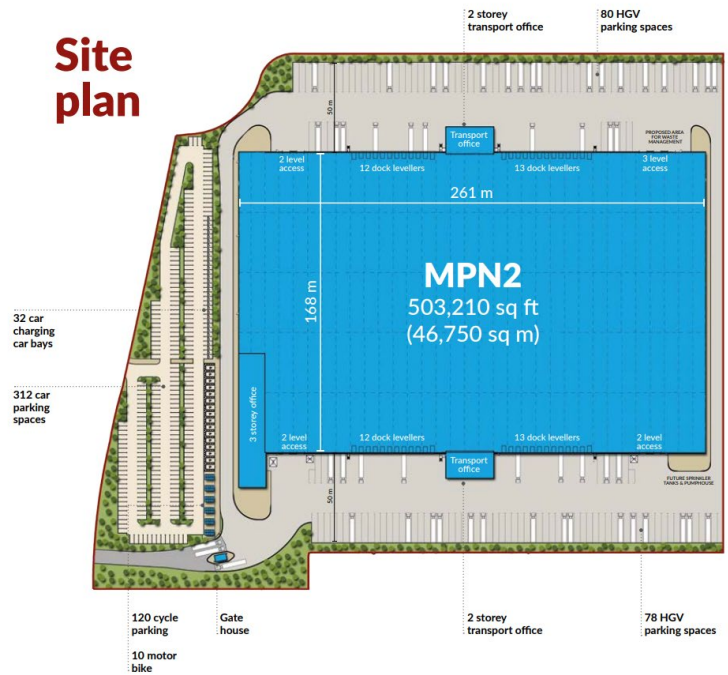 Site
plan
2 storey
transport office
80 HGV
parking spaces
50 m
Transport
office
PROPOSED AREA
FOR WASTE
MANAGEMENT
2 level
access
12 dock levellers
13 dock levellers
3 level
access
261 m
168 m
MPN2
503,210 sq ft
(46,750 sq m)
32 car
charging
car bays
312 car
parking
spaces
3 storey office
2 level
access
12 dock levellers
13 dock levellers
2 level
access
Transport
office
50 m
FUTURE SPRINKLER
TANKS & PUMPHOUSE
120 cycle
parking
10 motor
bike
Gate
house
2 storey
transport office
78 HGV
parking spaces